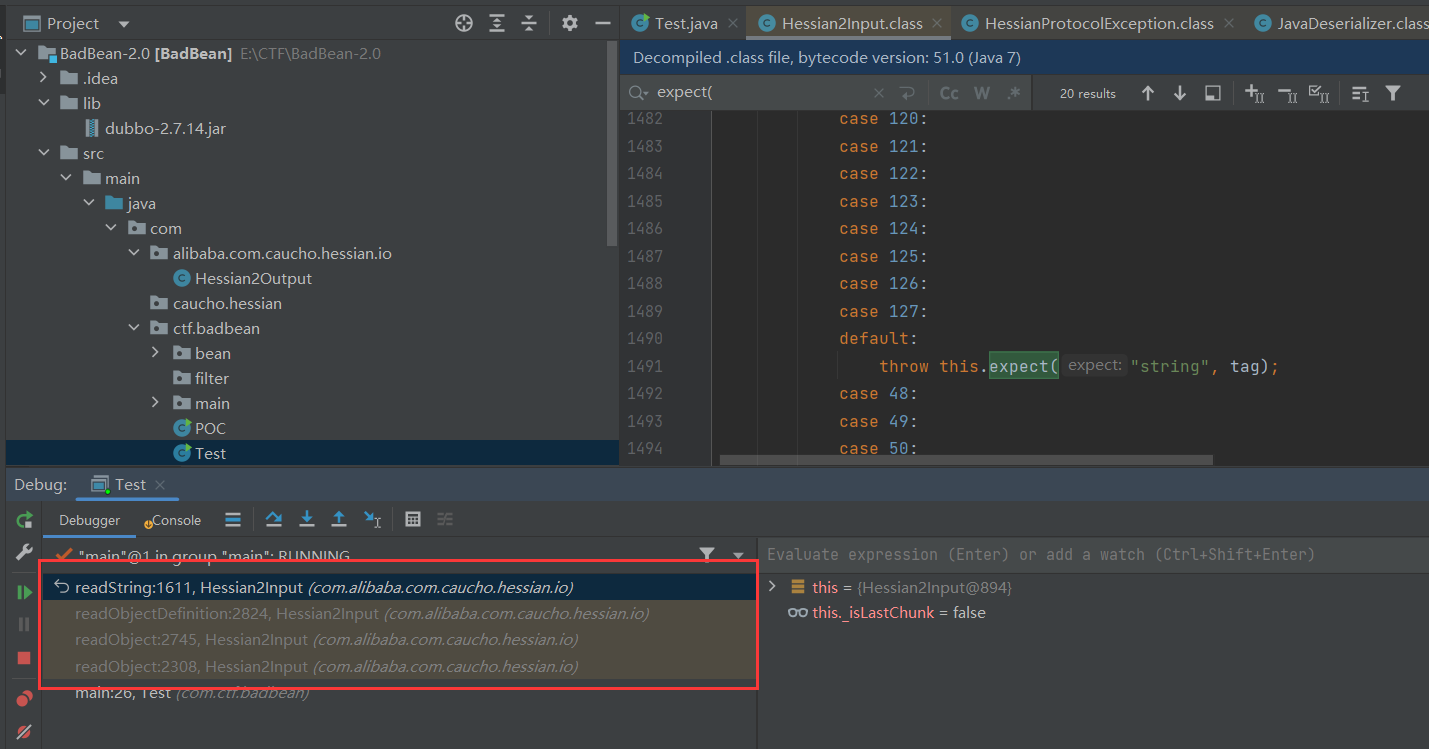 Project
BadBean-2.0 [BadBean] E:\CTF\BadBean-2.0
.idea
lib
dubbo-2.7.14.jar
src
main
java
com
alibaba.com.caucho.hessian.io
Hessian2Output
caucho.hessian
ctf.badbean
bean
filter
main
POC
Test
Test.java
Hessian2Input.class
HessianProtocolException.class
JavaDeserializer.class
Decompiled .class file, bytecode version: 51.0 (Java 7)
expect( Cc W .* 20 results
1482 case 120:
1483 case 121:
1484 case 122:
1485 case 123:
1486 case 124:
1487 case 125:
1488 case 126:
1489 case 127:
1490 default:
1491 throw this.expect( expect: "string", tag);
1492 case 48:
1493 case 49:
1494 case 50:
Debug: Test
Debugger Console
"main"@1 in group "main": RUNNING
readString:1611, Hessian2Input (com.alibaba.com.caucho.hessian.io)
readObjectDefinition:2824, Hessian2Input (com.alibaba.com.caucho.hessian.io)
readObject:2745, Hessian2Input (com.alibaba.com.caucho.hessian.io)
readObject:2308, Hessian2Input (com.alibaba.com.caucho.hessian.io)
main:26, Test (com.ctf.badbean)
Evaluate expression (Enter) or add a watch (Ctrl+Shift+Enter)
this = {Hessian2Input@894}
this._isLastChunk = false